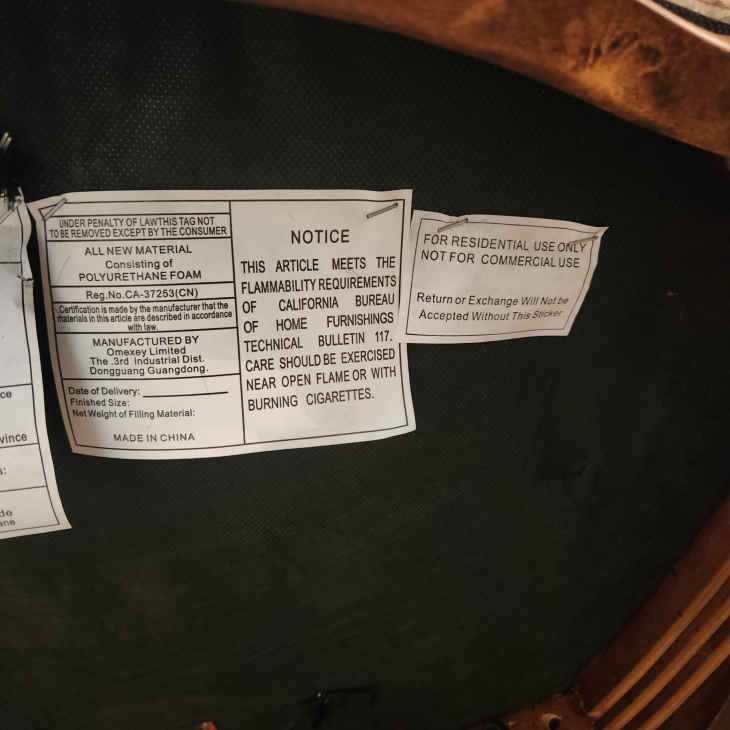 ce
vince
s:
de
ane
UNDER PENALTY OF LAWTHIS TAG NOT
TO BE REMOVED EXCEPT BY THE CONSUMER
ALL NEW MATERIAL
Consisting of
POLYURETHANE FOAM
Reg.No.CA-37253(CN)
Certification is made by the manufacturer that the
materials in this article are described in accordance
with law.
MANUFACTURED BY
Omexey Limited
The .3rd Industrial Dist.
Dongguang Guangdong.
Date of Delivery:
Finished Size:
Net Weight of Filling Material:
MADE IN CHINA
NOTICE
THIS ARTICLE MEETS THE
FLAMMABILITY REQUIREMENTS
OF CALIFORNIA BUREAU
OF HOME FURNISHINGS
TECHNICAL BULLETIN 117.
CARE SHOULD BE EXERCISED
NEAR OPEN FLAME OR WITH
BURNING CIGARETTES.
FOR RESIDENTIAL USE ONLY
NOT FOR COMMERCIAL USE
Return or Exchange Will Not be
Accepted Without This Sticker